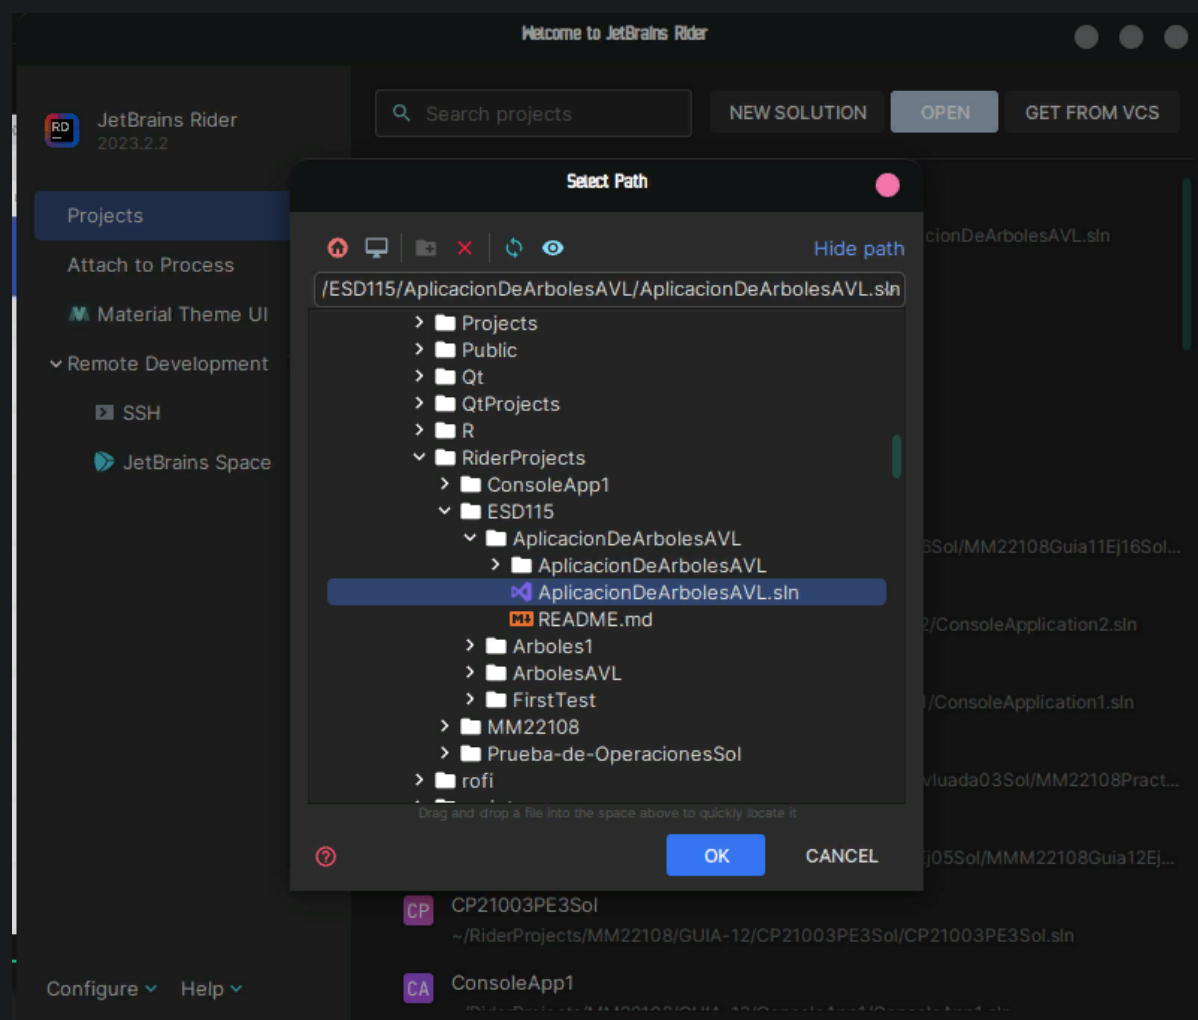 Welcome to JetBrains Rider
RD
JetBrains Rider
2023.2.2
Search projects
NEW SOLUTION
OPEN
GET FROM VCS
Projects
Attach to Process
Material Theme UI
Remote Development
SSH
JetBrains Space
Select Path
Hide path
/ESD115/AplicacionDeArbolesAVL/AplicacionDeArbolesAVL.sln
Projects
Public
Qt
QtProjects
R
RiderProjects
ConsoleApp1
ESD115
AplicacionDeArbolesAVL
AplicacionDeArbolesAVL
AplicacionDeArbolesAVL.sln
README.md
Arboles1
ArbolesAVL
FirstTest
MM22108
Prueba-de-OperacionesSol
rofi
Drag and drop a file into the space above to quickly locate it
OK
CANCEL
cionDeArbolesAVL.sln
6Sol/MM22108Guia11Ej16Sol...
2/ConsoleApplication2.sln
1/ConsoleApplication1.sln
vluada03Sol/MM22108Pract...
Ej05Sol/MMM22108Guia12Ej...
CP
CP21003PE3Sol
~/RiderProjects/MM22108/GUIA-12/CP21003PE3Sol/CP21003PE3Sol.sln
CA
ConsoleApp1
Configure
Help